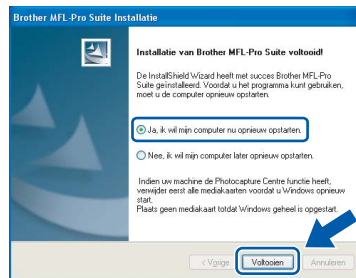 Brother MFL-Pro Suite Installatie
Installatie van Brother MFL-Pro Suite voltooid!
De InstallShield Wizard heeft met succes Brother MFL-Pro
Suite geïnstalleerd. Voordat u het programma kunt gebruiken,
moet u de computer opnieuw opstarten.
Ja, ik wil mijn computer nu opnieuw opstarten.
Nee, ik wil mijn computer later opnieuw opstarten.
Indien uw machine de Photocapture Centre functie heeft,
verwijder eerst alle mediakaarten voordat u Windows opnieuw
start.
Plaats geen mediakaart totdat Windows geheel is opgestart.
< Vorige
Voltooien
Annuleren